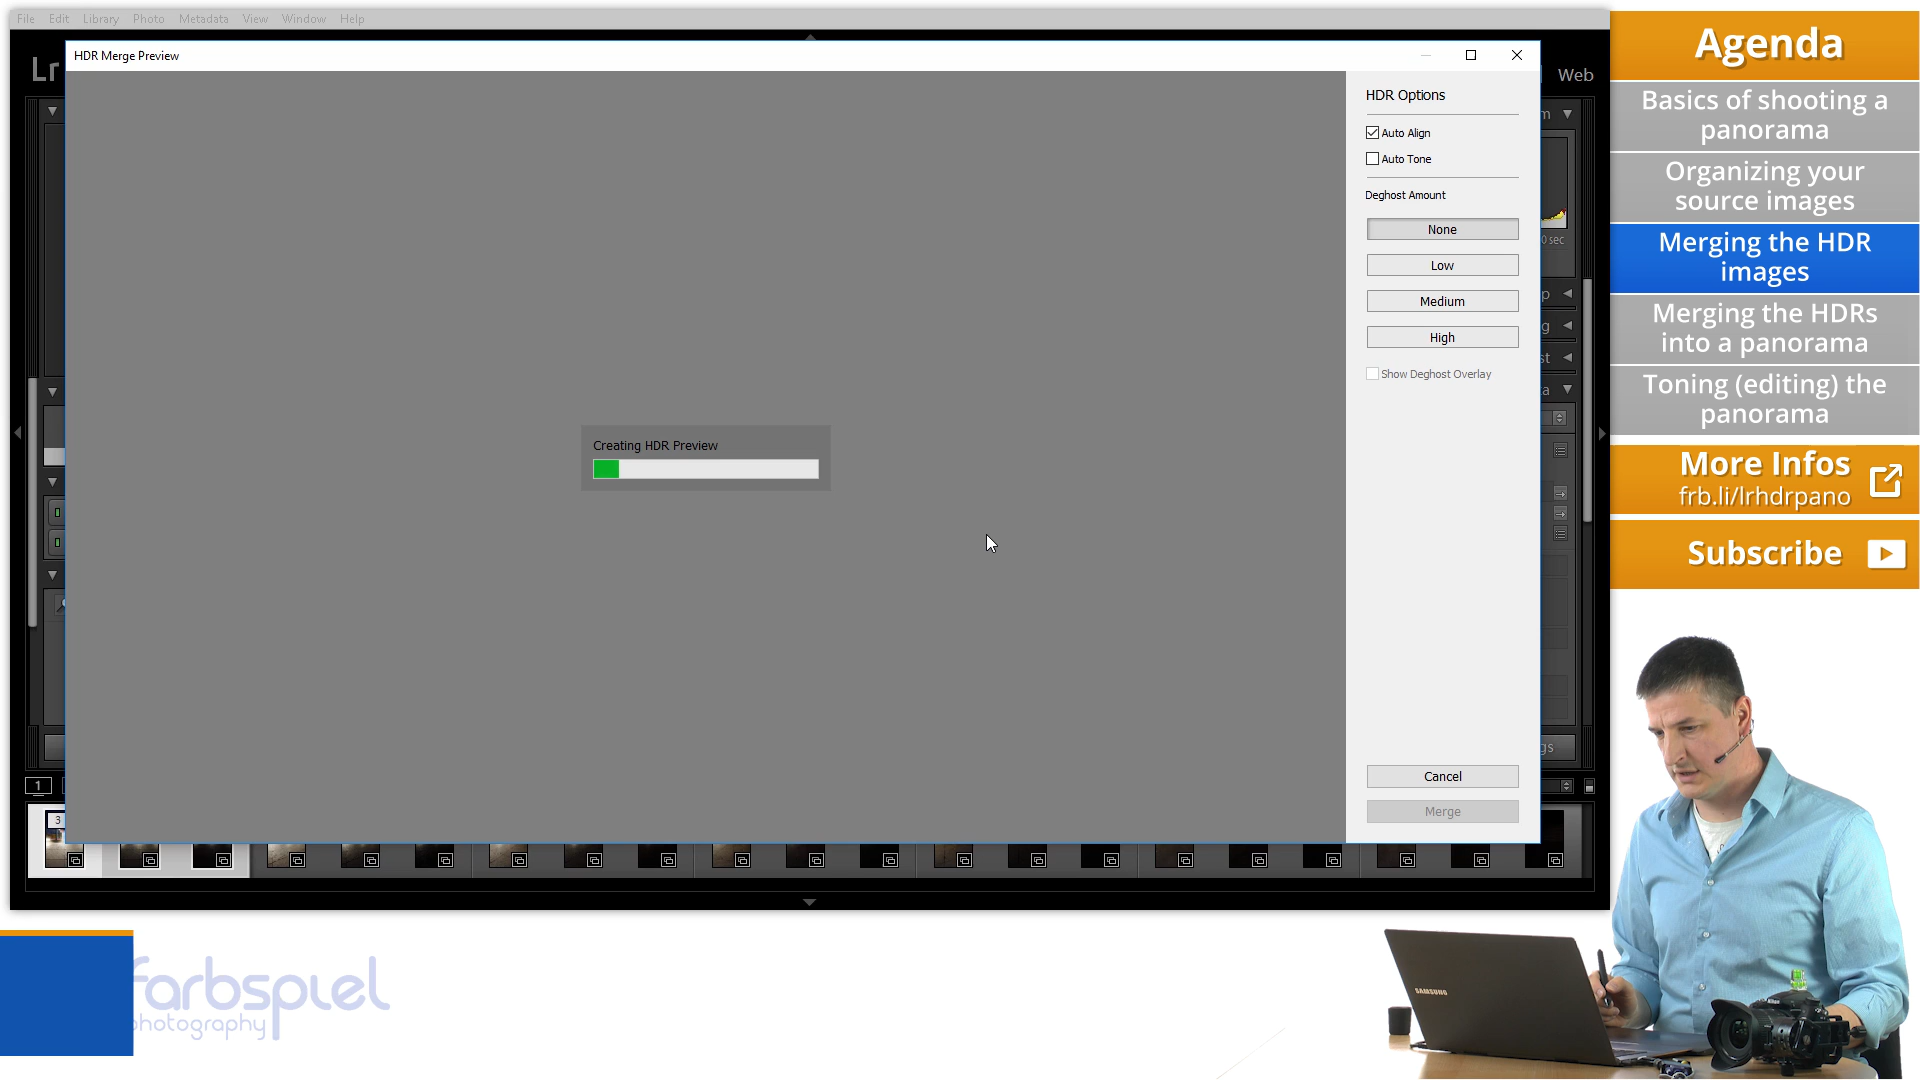 File Edit Library Photo Metadata View Window Help
HDR Merge Preview
Lr
Web
HDR Options
Auto Align
Auto Tone
Deghost Amount
None
Low
Medium
High
Show Deghost Overlay
Creating HDR Preview
Cancel
Merge
1
3
Agenda
Basics of shooting a
panorama
Organizing your
source images
Merging the HDR
images
Merging the HDRs
into a panorama
Toning (editing) the
panorama
More Infos
frb.li/lrhdrpano
Subscribe
farbspiel
photography
SAMSUNG